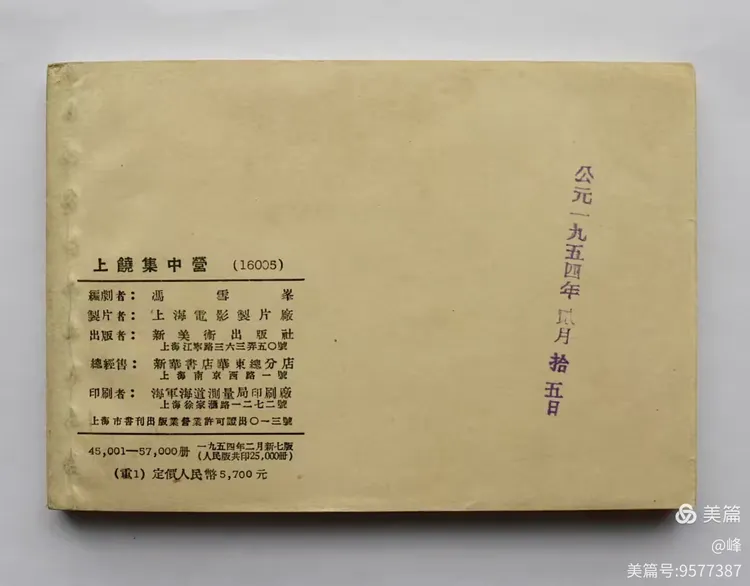 上饒集中營 (16005)
編劇者：馮雪峯
製片者：上海電影製片廠
出版者：新美術出版社
上海江寧路三六三弄五〇號
總經售：新華書店華東總分店
上海南京西路一號
印刷者：海軍海道測量局印刷廠
上海徐家滙路一二七二號
上海市書刊出版業營業許可證出〇一三號
45,001—57,000册 一九五四年二月新七版
(人民版共印25,000册)
(重1) 定價人民幣5,700元
公元一九五四年貳月拾五日
美篇
@峰
美篇号:9577387